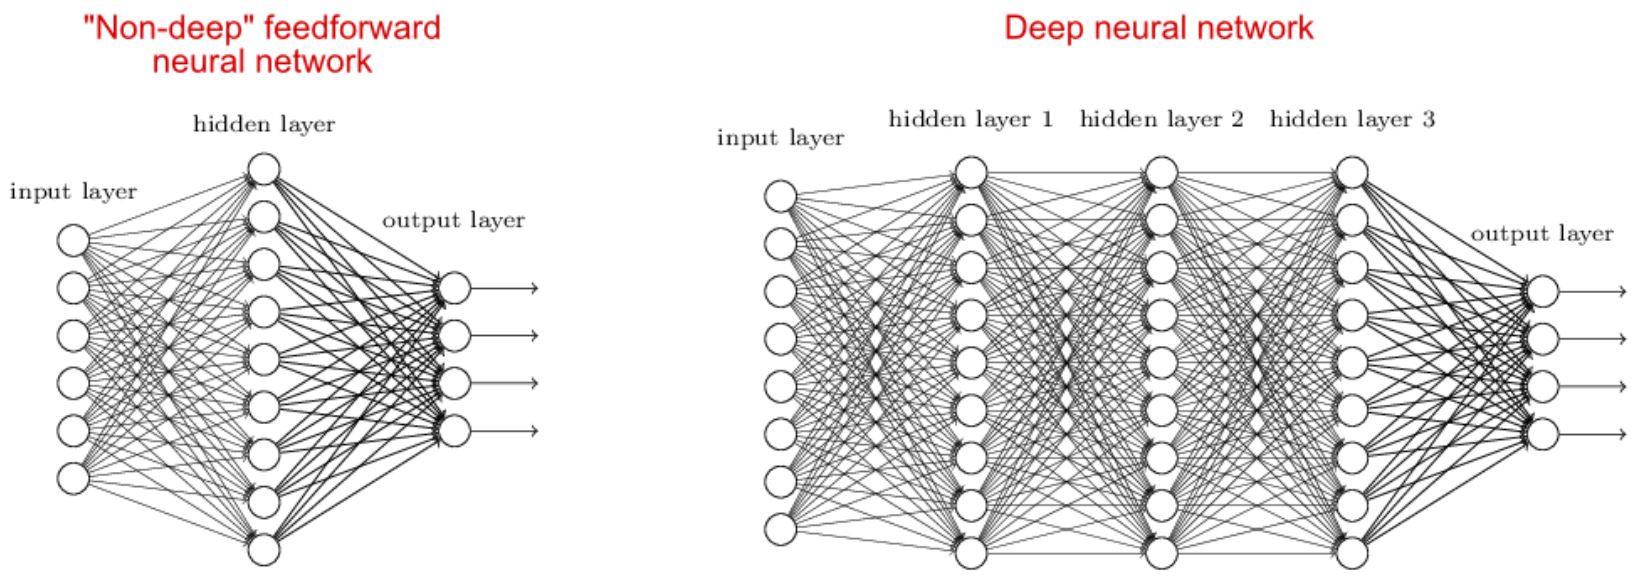 "Non-deep" feedforward
neural network
hidden layer
input layer
output layer
Deep neural network
input layer
hidden layer 1
hidden layer 2
hidden layer 3
output layer